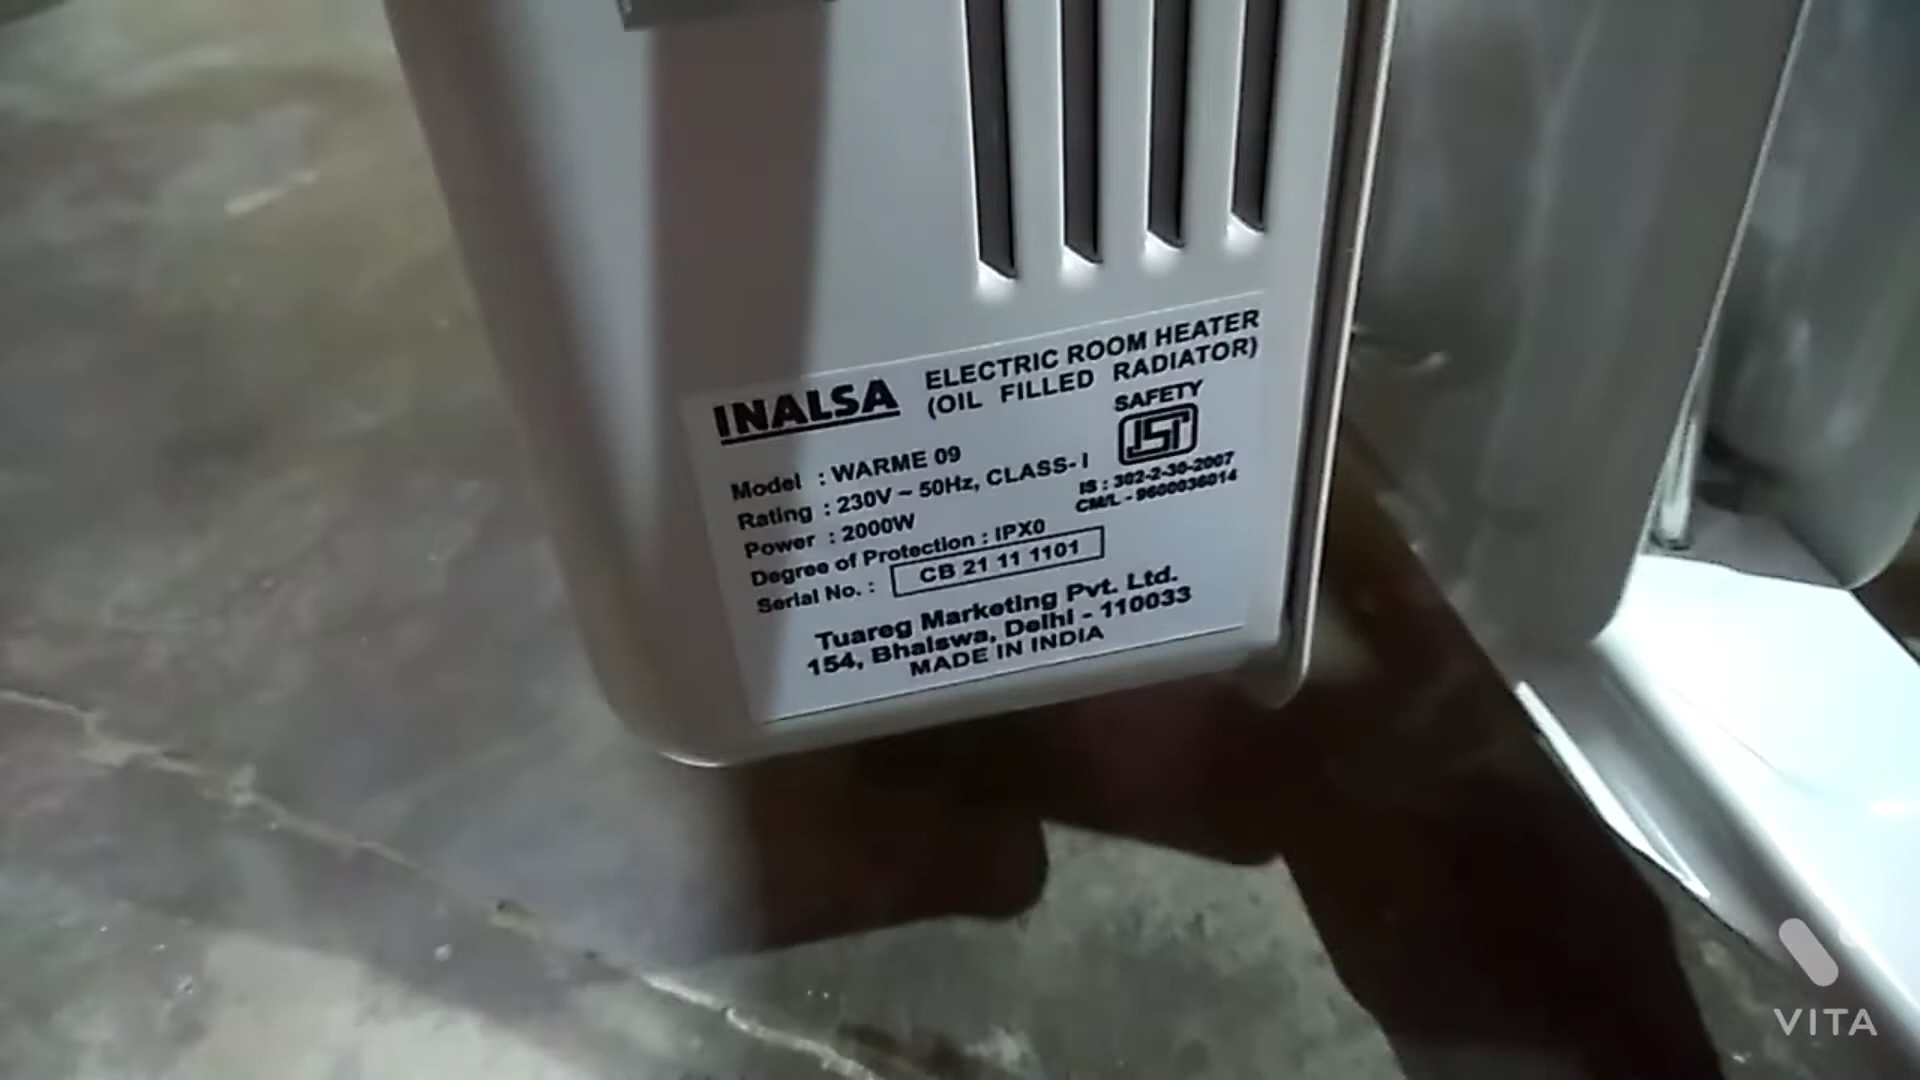 INALSA
ELECTRIC ROOM HEATER
(OIL FILLED RADIATOR)
SAFETY
ISI
IS : 302-2-30-2007
CM/L - 9600036014
Model : WARME 09
Rating : 230V ~ 50Hz, CLASS-I
Power : 2000W
Degree of Protection : IPX0
Serial No. : CB 21 11 1101
Tuareg Marketing Pvt. Ltd.
154, Bhalswa, Delhi - 110033
MADE IN INDIA
VITA